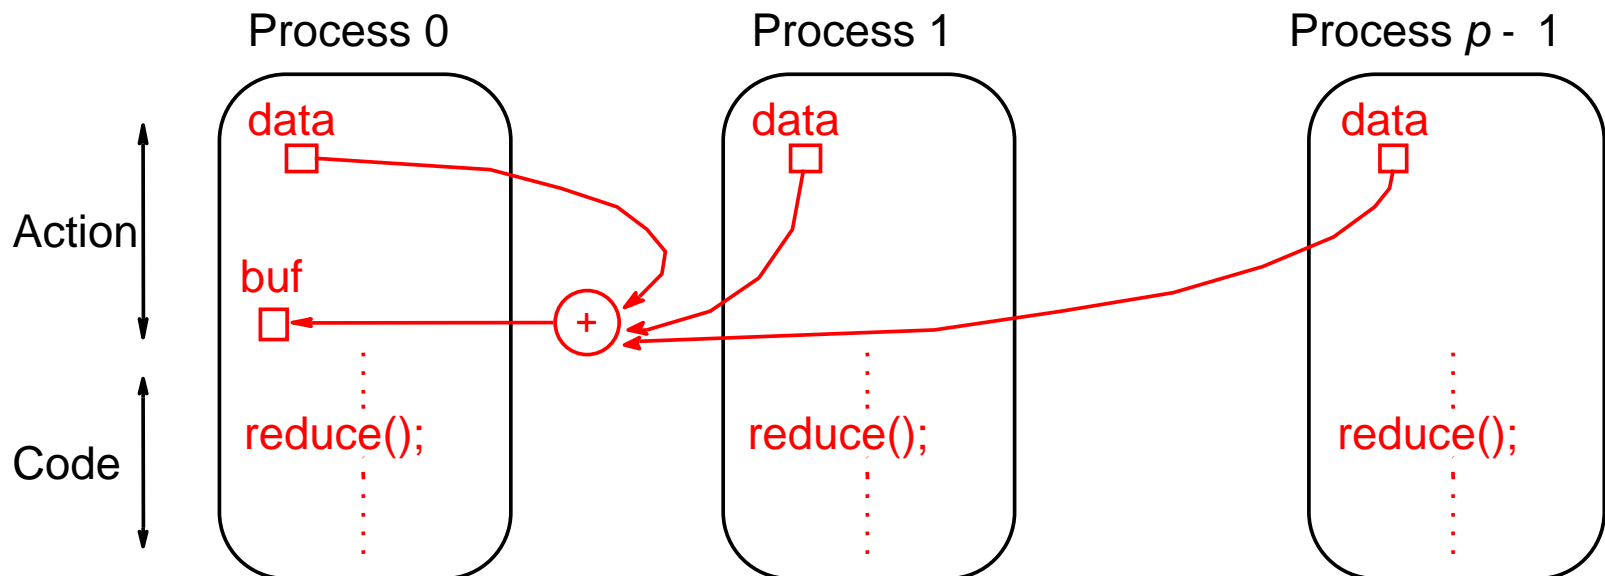 Process 0 Process 1 Process p - 1
data data data
Action
buf
+
reduce(); reduce(); reduce();
Code